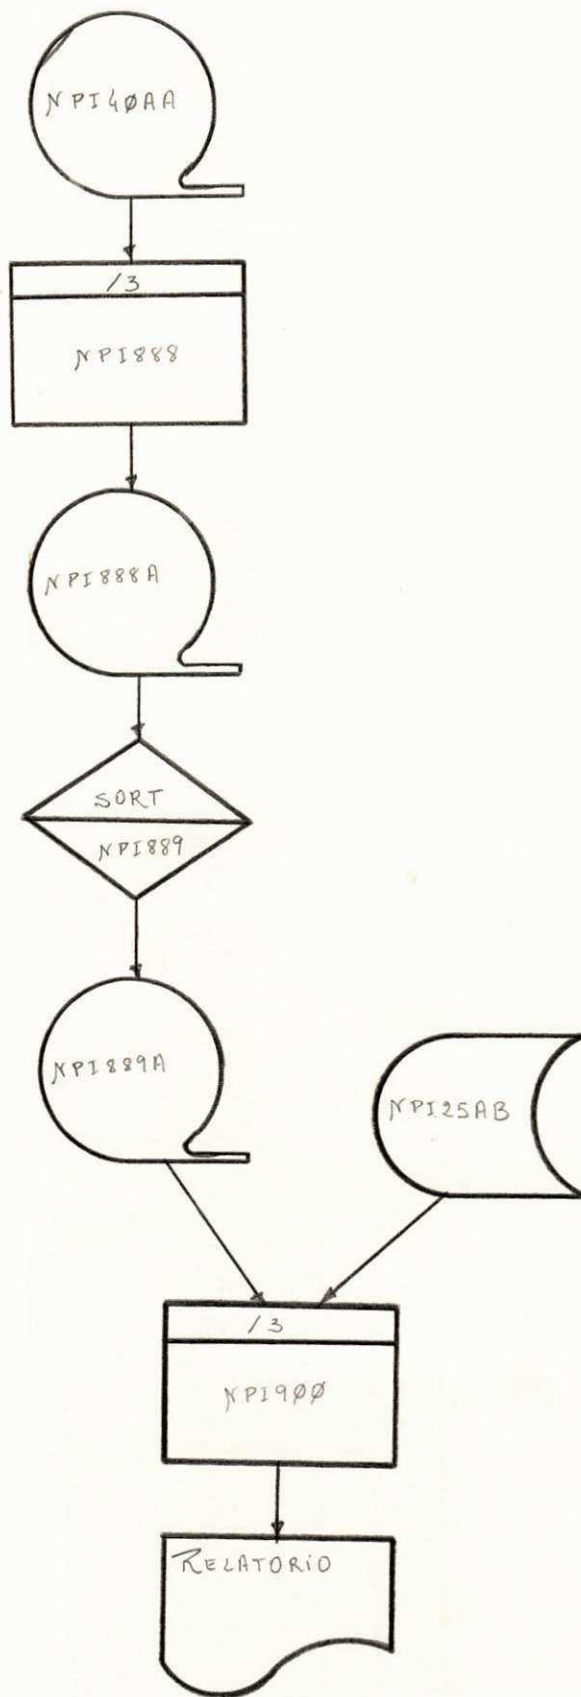 NPI4ØAA
/3
NPI888
NPI888A
SORT
NPI889
NPI889A
NPI25AB
/3
NPI9ØØ
RELATORIO